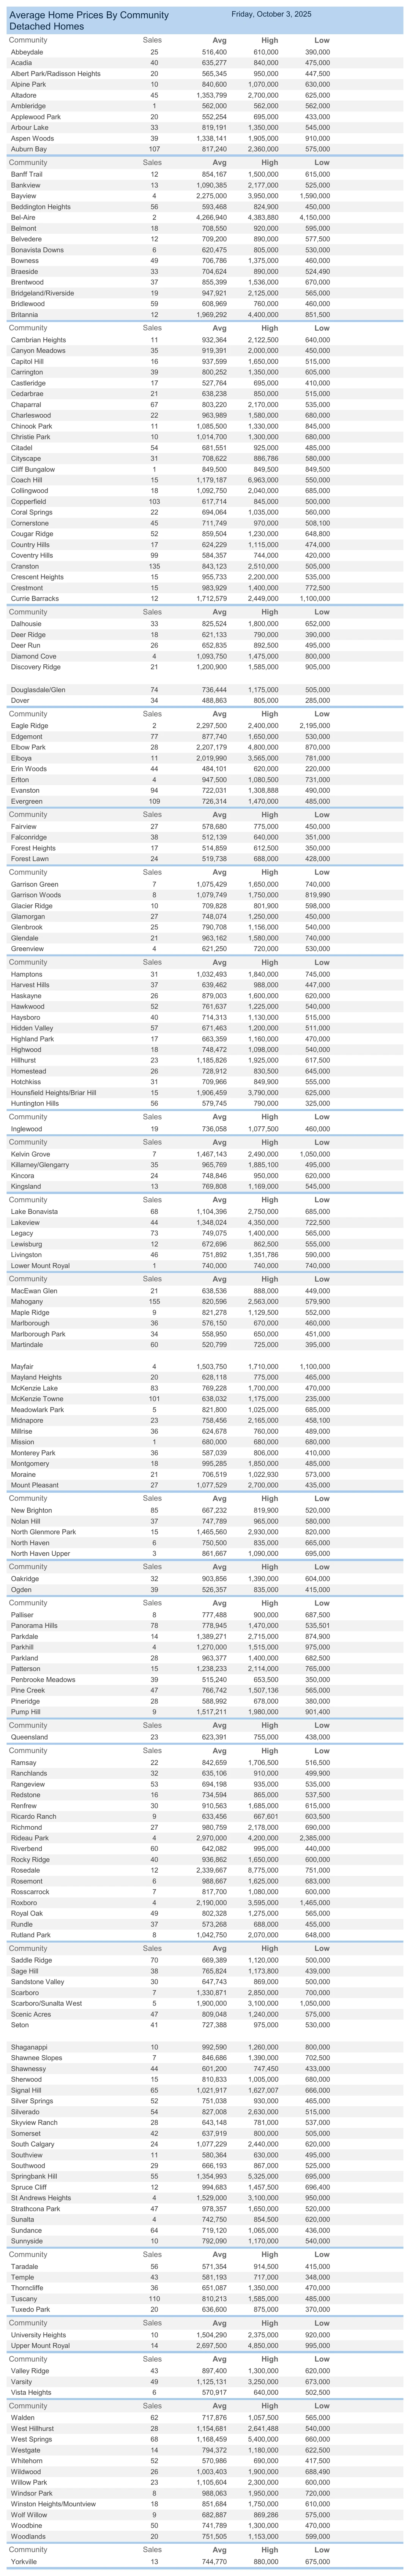 Average Home Prices By Community Friday, October 3, 2025
Detached Homes
Community Sales Avg High Low
Abbeydale 25 516,400 610,000 390,000
Acadia 40 635,277 840,000 475,000
Albert Park/Radisson Heights 20 565,345 950,000 447,500
Alpine Park 10 840,600 1,070,000 630,000
Altadore 45 1,353,799 2,700,000 625,000
Ambleridge 1 562,000 562,000 562,000
Applewood Park 20 552,254 695,000 433,000
Arbour Lake 33 819,191 1,350,000 545,000
Aspen Woods 39 1,338,141 1,905,000 910,000
Auburn Bay 107 817,240 2,360,000 575,000
Community Sales Avg High Low
Banff Trail 12 854,167 1,500,000 615,000
Bankview 13 1,090,385 2,177,000 525,000
Bayview 4 2,275,000 3,950,000 1,590,000
Beddington Heights 56 593,468 824,900 450,000
Bel-Aire 2 4,266,940 4,383,880 4,150,000
Belmont 18 708,550 920,000 595,000
Belvedere 12 709,200 890,000 577,500
Bonavista Downs 6 620,475 805,000 530,000
Bowness 49 706,786 1,375,000 460,000
Braeside 33 704,624 890,000 524,490
Brentwood 37 855,399 1,536,000 670,000
Bridgeland/Riverside 19 947,921 2,125,000 565,000
Bridlewood 59 608,969 760,000 460,000
Britannia 12 1,969,292 4,400,000 851,500
Community Sales Avg High Low
Cambrian Heights 11 932,364 2,122,500 640,000
Canyon Meadows 35 919,391 2,000,000 450,000
Capitol Hill 16 937,599 1,650,000 515,000
Carrington 39 800,252 1,350,000 605,000
Castleridge 17 527,764 695,000 410,000
Cedarbrae 21 638,238 850,000 515,000
Chaparral 67 803,220 2,170,000 535,000
Charleswood 22 963,989 1,580,000 680,000
Chinook Park 11 1,085,500 1,330,000 845,000
Christie Park 10 1,014,700 1,300,000 680,000
Citadel 54 681,551 925,000 485,000
Cityscape 31 708,622 886,786 580,000
Cliff Bungalow 1 849,500 849,500 849,500
Coach Hill 15 1,179,187 6,963,000 550,000
Collingwood 18 1,092,750 2,040,000 685,000
Copperfield 103 617,714 845,000 500,000
Coral Springs 22 694,064 1,035,000 560,000
Cornerstone 45 711,749 970,000 508,100
Cougar Ridge 52 859,504 1,230,000 648,800
Country Hills 17 624,229 1,115,000 474,000
Coventry Hills 99 584,357 744,000 420,000
Cranston 135 843,123 2,510,000 505,000
Crescent Heights 15 955,733 2,200,000 535,000
Crestmont 15 983,929 1,400,000 772,500
Currie Barracks 12 1,712,579 2,449,000 1,100,000
Community Sales Avg High Low
Dalhousie 33 825,524 1,800,000 652,000
Deer Ridge 18 621,133 790,000 390,000
Deer Run 26 652,835 892,500 495,000
Diamond Cove 4 1,093,750 1,475,000 800,000
Discovery Ridge 21 1,200,900 1,585,000 905,000
Douglasdale/Glen 74 736,444 1,175,000 505,000
Dover 34 488,863 805,000 285,000
Community Sales Avg High Low
Eagle Ridge 2 2,297,500 2,400,000 2,195,000
Edgemont 77 877,740 1,650,000 530,000
Elbow Park 28 2,207,179 4,800,000 870,000
Elboya 11 2,019,990 3,565,000 781,000
Erin Woods 44 484,101 620,000 220,000
Erlton 4 947,500 1,080,500 731,000
Evanston 94 722,031 1,308,888 490,000
Evergreen 109 726,314 1,470,000 485,000
Community Sales Avg High Low
Fairview 27 578,680 775,000 450,000
Falconridge 38 512,139 640,000 351,000
Forest Heights 17 514,859 612,500 350,000
Forest Lawn 24 519,738 688,000 428,000
Community Sales Avg High Low
Garrison Green 7 1,075,429 1,650,000 740,000
Garrison Woods 8 1,079,749 1,750,000 819,990
Glacier Ridge 10 709,828 801,900 598,000
Glamorgan 27 748,074 1,250,000 450,000
Glenbrook 25 790,708 1,156,000 540,000
Glendale 21 963,162 1,580,000 740,000
Greenview 4 621,250 720,000 530,000
Community Sales Avg High Low
Hamptons 31 1,032,493 1,840,000 745,000
Harvest Hills 37 639,462 988,000 447,000
Haskayne 26 879,003 1,600,000 620,000
Hawkwood 52 761,637 1,225,000 540,000
Haysboro 40 714,313 1,130,000 515,000
Hidden Valley 57 671,463 1,200,000 511,000
Highland Park 17 663,359 1,160,000 470,000
Highwood 18 748,472 1,098,000 540,000
Hillhurst 23 1,185,826 1,925,000 617,500
Homestead 26 728,912 830,500 645,000
Hotchkiss 31 709,966 849,900 555,000
Hounsfield Heights/Briar Hill 15 1,906,459 3,790,000 625,000
Huntington Hills 56 579,745 790,000 325,000
Community Sales Avg High Low
Inglewood 19 736,058 1,077,500 460,000
Community Sales Avg High Low
Kelvin Grove 7 1,467,143 2,490,000 1,050,000
Killarney/Glengarry 35 965,769 1,885,100 495,000
Kincora 24 748,846 950,000 620,000
Kingsland 13 769,808 1,169,000 545,000
Community Sales Avg High Low
Lake Bonavista 68 1,104,396 2,750,000 685,000
Lakeview 44 1,348,024 4,350,000 722,500
Legacy 73 749,075 1,400,000 565,000
Lewisburg 12 672,696 862,500 555,000
Livingston 46 751,892 1,351,786 590,000
Lower Mount Royal 1 740,000 740,000 740,000
Community Sales Avg High Low
MacEwan Glen 21 638,536 888,000 449,000
Mahogany 155 820,596 2,563,000 579,900
Maple Ridge 9 821,278 1,129,500 552,000
Marlborough 36 576,150 670,000 460,000
Marlborough Park 34 558,950 650,000 451,000
Martindale 60 520,799 725,000 395,000
Mayfair 4 1,503,750 1,710,000 1,100,000
Mayland Heights 20 628,118 775,000 465,000
McKenzie Lake 83 769,228 1,700,000 470,000
McKenzie Towne 101 638,032 1,175,000 235,000
Meadowlark Park 5 821,800 1,025,000 685,000
Midnapore 23 758,456 2,165,000 458,100
Millrise 36 624,678 760,000 489,000
Mission 1 680,000 680,000 680,000
Monterey Park 36 587,039 806,000 410,000
Montgomery 18 995,285 1,850,000 485,000
Moraine 21 706,519 1,022,930 573,000
Mount Pleasant 27 1,077,529 2,700,000 435,000
Community Sales Avg High Low
New Brighton 85 667,232 819,900 520,000
Nolan Hill 37 747,789 965,000 580,000
North Glenmore Park 15 1,465,560 2,930,000 820,000
North Haven 6 750,500 835,000 665,000
North Haven Upper 3 861,667 1,090,000 695,000
Community Sales Avg High Low
Oakridge 32 903,856 1,390,000 604,000
Ogden 39 526,357 835,000 415,000
Community Sales Avg High Low
Palliser 8 777,488 900,000 687,500
Panorama Hills 78 778,945 1,470,000 535,501
Parkdale 14 1,389,271 2,715,000 874,900
Parkhill 4 1,270,000 1,515,000 975,000
Parkland 28 963,377 1,400,000 682,500
Patterson 15 1,238,233 2,114,000 765,000
Penbrooke Meadows 39 515,240 653,500 350,000
Pine Creek 47 766,742 1,507,136 565,000
Pineridge 28 588,992 678,000 380,000
Pump Hill 9 1,517,211 1,980,000 901,400
Community Sales Avg High Low
Queensland 23 623,391 755,000 438,000
Community Sales Avg High Low
Ramsay 22 842,659 1,706,500 516,500
Ranchlands 32 635,106 910,000 499,900
Rangeview 53 694,198 935,000 535,000
Redstone 16 734,594 865,000 537,500
Renfrew 30 910,563 1,685,000 615,000
Ricardo Ranch 9 633,456 667,601 603,500
Richmond 27 980,759 2,178,000 690,000
Rideau Park 4 2,970,000 4,200,000 2,385,000
Riverbend 60 642,082 995,000 440,000
Rocky Ridge 40 936,862 1,650,000 600,000
Rosedale 12 2,339,667 8,775,000 751,000
Rosemont 6 988,667 1,625,000 683,000
Rosscarrock 7 817,700 1,080,000 600,000
Roxboro 4 2,190,000 3,595,000 1,465,000
Royal Oak 49 802,328 1,275,000 565,000
Rundle 37 573,268 688,000 455,000
Rutland Park 8 1,042,750 2,070,000 648,000
Community Sales Avg High Low
Saddle Ridge 70 669,389 1,120,000 500,000
Sage Hill 38 765,824 1,173,800 439,000
Sandstone Valley 30 647,743 869,000 500,000
Scarboro 7 1,330,871 2,850,000 700,000
Scarboro/Sunalta West 5 1,900,000 3,100,000 1,050,000
Scenic Acres 47 809,048 1,240,000 575,000
Seton 41 727,388 975,000 530,000
Shaganappi 10 992,590 1,260,000 800,000
Shawnee Slopes 7 846,686 1,390,000 702,500
Shawnessy 44 601,200 747,450 433,000
Sherwood 15 810,833 1,005,000 680,000
Signal Hill 65 1,021,917 1,627,007 666,000
Silver Springs 52 751,038 930,000 465,000
Silverado 54 827,008 2,630,000 515,000
Skyview Ranch 28 643,148 781,000 537,000
Somerset 42 637,919 800,000 505,000
South Calgary 24 1,077,229 2,440,000 620,000
Southview 11 580,364 630,000 495,000
Southwood 29 666,193 867,000 525,000
Springbank Hill 55 1,354,993 5,325,000 695,000
Spruce Cliff 12 994,683 1,457,500 696,400
St Andrews Heights 4 1,529,000 3,100,000 950,000
Strathcona Park 47 978,357 1,650,000 520,000
Sunalta 4 742,750 854,500 620,000
Sundance 64 719,120 1,065,000 436,000
Sunnyside 10 792,090 1,170,000 540,000
Community Sales Avg High Low
Taradale 56 571,354 914,500 415,000
Temple 43 581,193 717,000 348,000
Thorncliffe 36 651,087 1,350,000 470,000
Tuscany 110 810,213 1,585,000 485,000
Tuxedo Park 20 636,600 875,000 370,000
Community Sales Avg High Low
University Heights 10 1,504,290 2,375,000 920,000
Upper Mount Royal 14 2,697,500 4,850,000 995,000
Community Sales Avg High Low
Valley Ridge 43 897,400 1,300,000 620,000
Varsity 49 1,125,131 3,250,000 673,000
Vista Heights 6 570,917 640,000 502,500
Community Sales Avg High Low
Walden 62 717,876 1,057,500 565,000
West Hillhurst 28 1,154,681 2,641,488 540,000
West Springs 68 1,168,459 5,400,000 660,000
Westgate 14 794,372 1,180,000 622,500
Whitehorn 52 570,986 690,000 417,500
Wildwood 26 1,003,403 1,900,000 688,490
Willow Park 23 1,105,604 2,300,000 600,000
Windsor Park 8 988,063 1,950,000 720,000
Winston Heights/Mountview 18 851,684 1,750,000 610,000
Wolf Willow 9 682,887 869,286 575,000
Woodbine 50 741,789 1,300,000 470,000
Woodlands 20 751,505 1,153,000 599,000
Community Sales Avg High Low
Yorkville 13 744,770 880,000 675,000